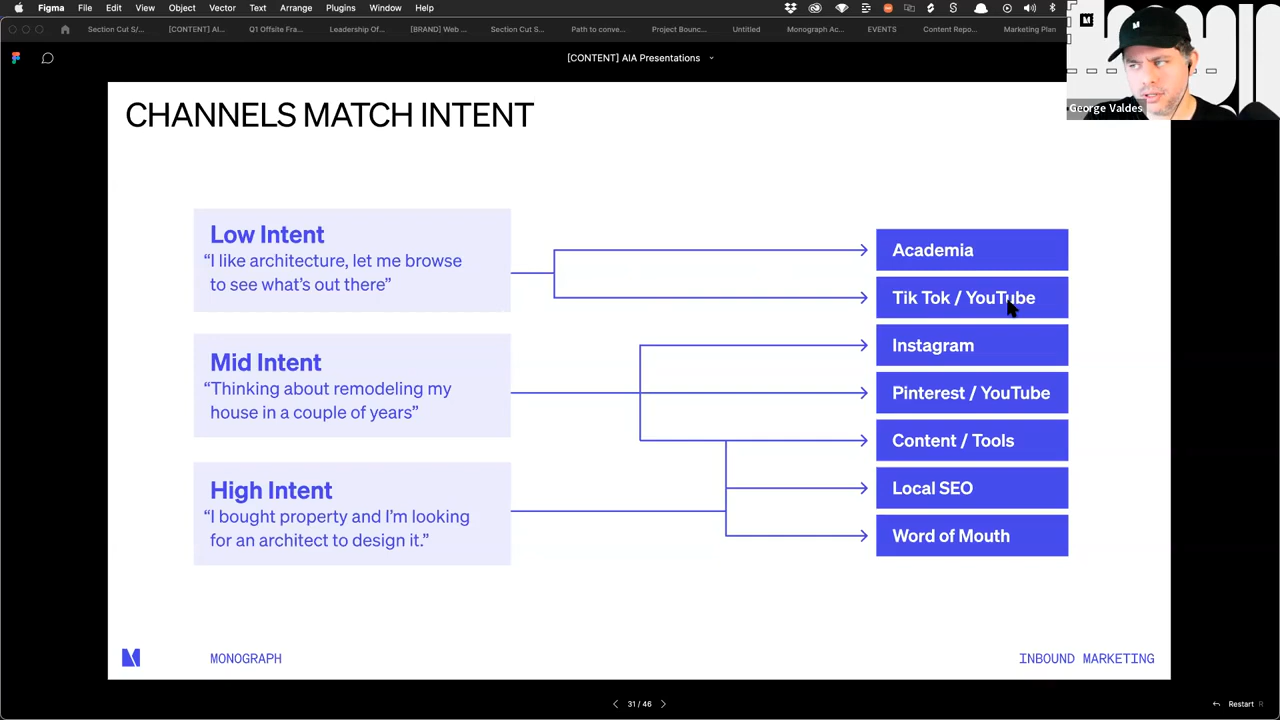 Figma File Edit View Object Vector Text Arrange Plugins Window Help
Section Cut S/... [CONTENT] AI... Q1 Offsite Fra... Leadership Of... [BRAND] Web ... Section Cut S... Path to conve... Project Bounc... Untitled Monograph Ac... EVENTS Content Repo... Marketing Plan
[CONTENT] AIA Presentations
George Valdes
CHANNELS MATCH INTENT
Low Intent
“I like architecture, let me browse
to see what’s out there”
Mid Intent
“Thinking about remodeling my
house in a couple of years”
High Intent
“I bought property and I’m looking
for an architect to design it.”
Academia
Tik Tok / YouTube
Instagram
Pinterest / YouTube
Content / Tools
Local SEO
Word of Mouth
MONOGRAPH
INBOUND MARKETING
31 / 46
Restart R